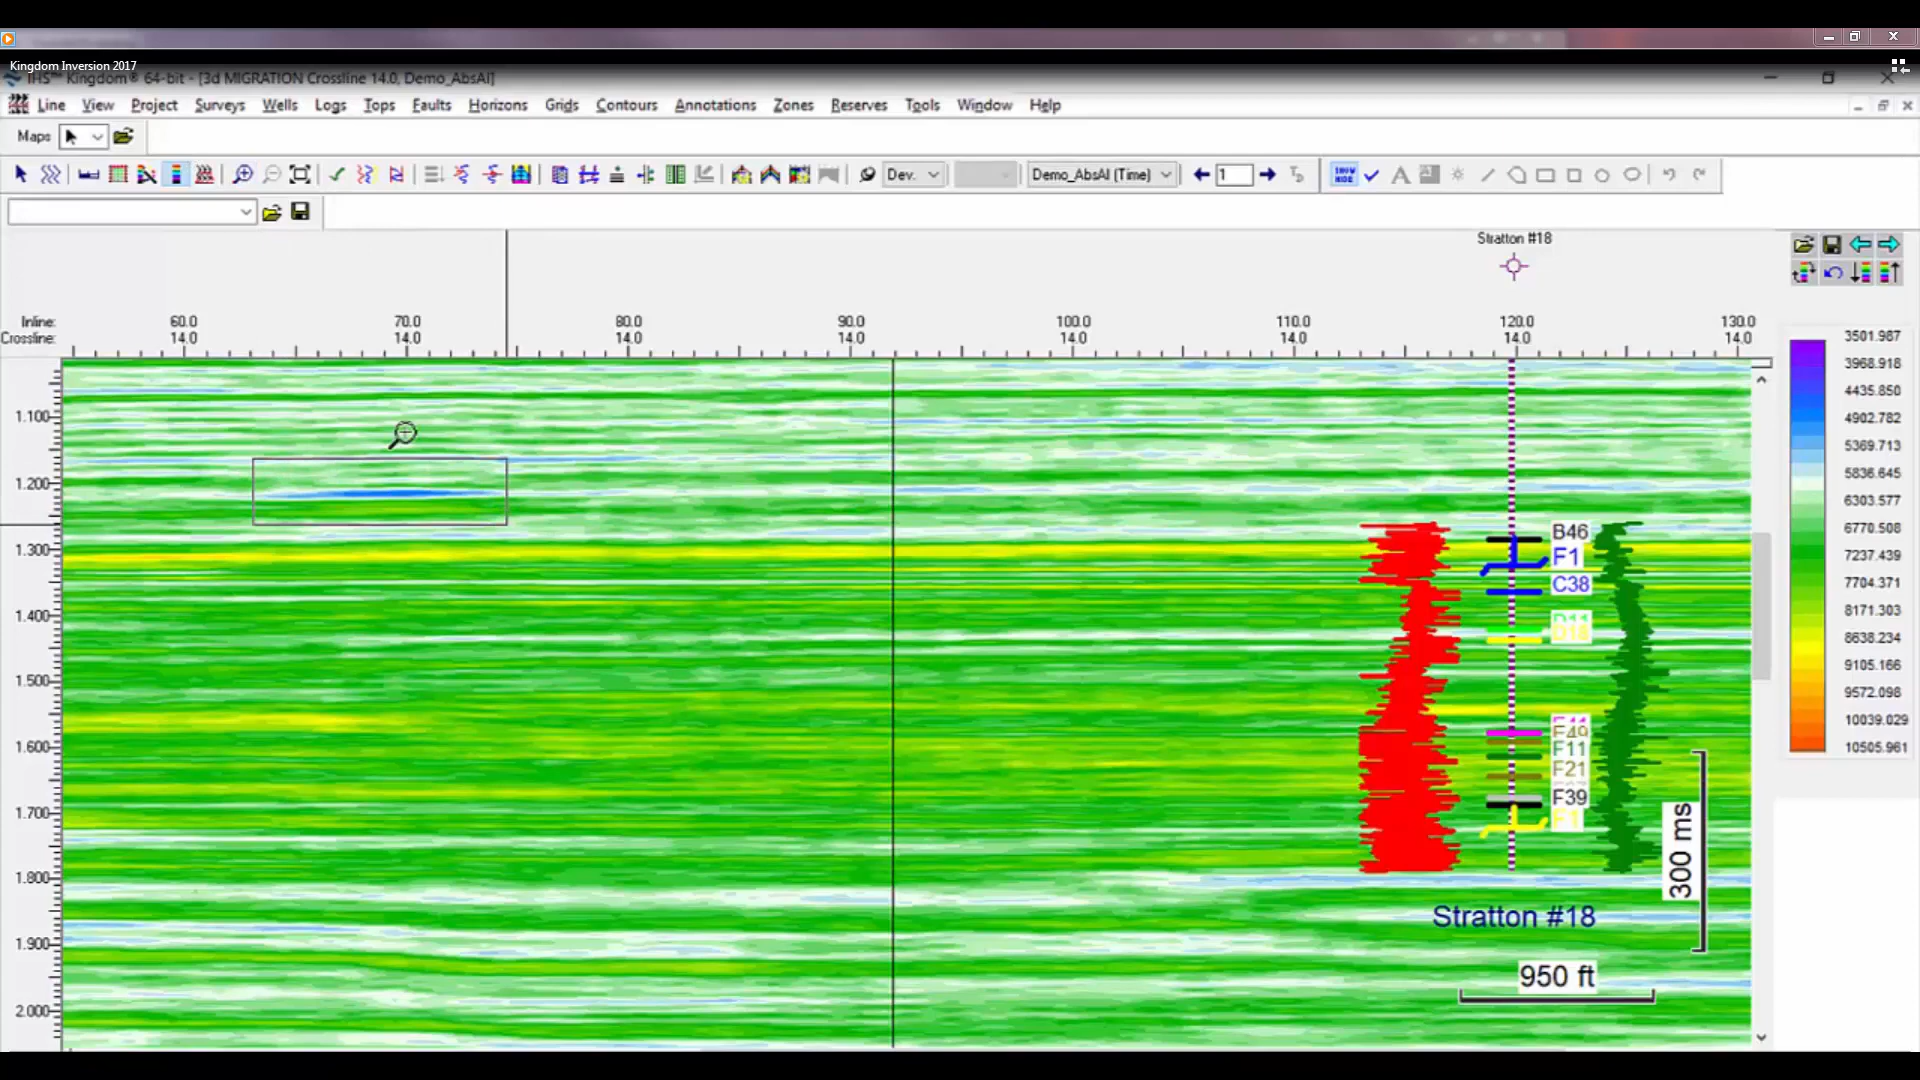 Kingdom Inversion 2017
IHS™ Kingdom® 64-bit - [3d MIGRATION Crossline 14.0, Demo_AbsAI]
Line View Project Surveys Wells Logs Tops Faults Horizons Grids Contours Annotations Zones Reserves Tools Window Help
Maps
Dev. Demo_AbsAI (Time) 1
Stratton #18
Inline: 60.0 70.0 80.0 90.0 100.0 110.0 120.0 130.0
Crossline: 14.0 14.0 14.0 14.0 14.0 14.0 14.0 14.0
1.100
1.200
1.300
1.400
1.500
1.600
1.700
1.800
1.900
2.000
B46
F1
C38
D11
D18
F11
F21
F39
F1
Stratton #18
300 ms
950 ft
3501.987
3968.918
4435.850
4902.782
5369.713
5836.645
6303.577
6770.508
7237.439
7704.371
8171.303
8638.234
9105.166
9572.098
10039.029
10505.961